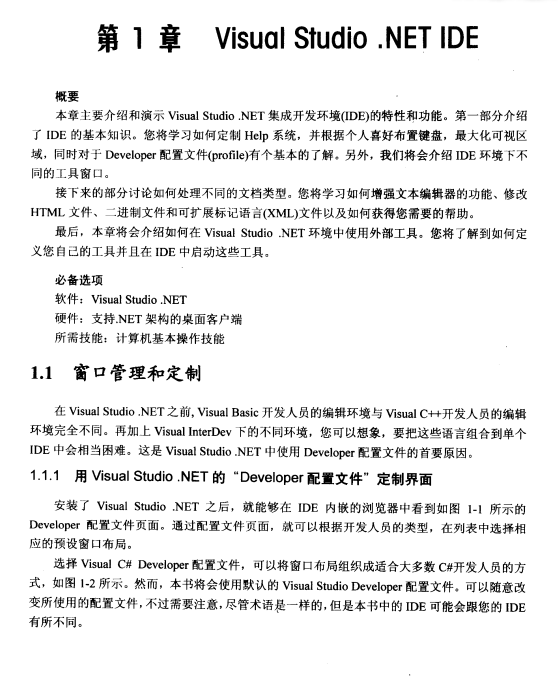 第 1 章 Visual Studio .NET IDE
概要
本章主要介绍和演示 Visual Studio .NET 集成开发环境(IDE)的特性和功能。第一部分介绍
了 IDE 的基本知识。您将学习如何定制 Help 系统，并根据个人喜好布置键盘，最大化可视区
域，同时对于 Developer 配置文件(profile)有个基本的了解。另外，我们将会介绍 IDE 环境下不
同的工具窗口。
接下来的部分讨论如何处理不同的文档类型。您将学习如何增强文本编辑器的功能、修改
HTML 文件、二进制文件和可扩展标记语言(XML)文件以及如何获得您需要的帮助。
最后，本章将会介绍如何在 Visual Studio .NET 环境中使用外部工具。您将了解到如何定
义您自己的工具并且在 IDE 中启动这些工具。
必备选项
软件：Visual Studio .NET
硬件：支持.NET 架构的桌面客户端
所需技能：计算机基本操作技能
1.1 窗口管理和定制
在 Visual Studio .NET 之前, Visual Basic 开发人员的编辑环境与 Visual C++开发人员的编辑
环境完全不同。再加上 Visual InterDev 下的不同环境，您可以想象，要把这些语言组合到单个
IDE 中会相当困难。这是 Visual Studio .NET 中使用 Developer 配置文件的首要原因。
1.1.1 用 Visual Studio .NET 的“Developer 配置文件”定制界面
安装了 Visual Studio .NET 之后，就能够在 IDE 内嵌的浏览器中看到如图 1-1 所示的
Developer 配置文件页面。通过配置文件页面，就可以根据开发人员的类型，在列表中选择相
应的预设窗口布局。
选择 Visual C# Developer 配置文件，可以将窗口布局组织成适合大多数 C#开发人员的方
式，如图 1-2 所示。然而，本书将会使用默认的 Visual Studio Developer 配置文件。可以随意改
变所使用的配置文件，不过需要注意，尽管术语是一样的，但是本书中的 IDE 可能会跟您的 IDE
有所不同。